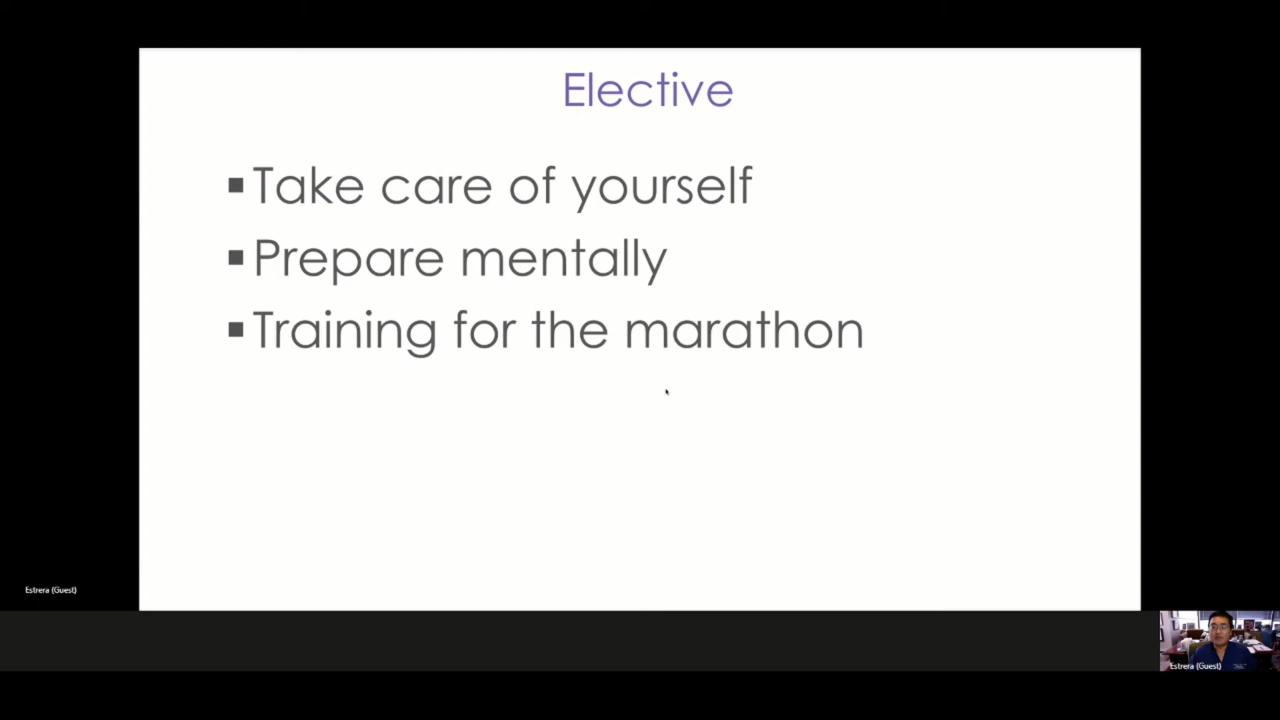 Elective
▪Take care of yourself
▪Prepare mentally
▪Training for the marathon
Estrera (Guest)
Estrera (Guest)